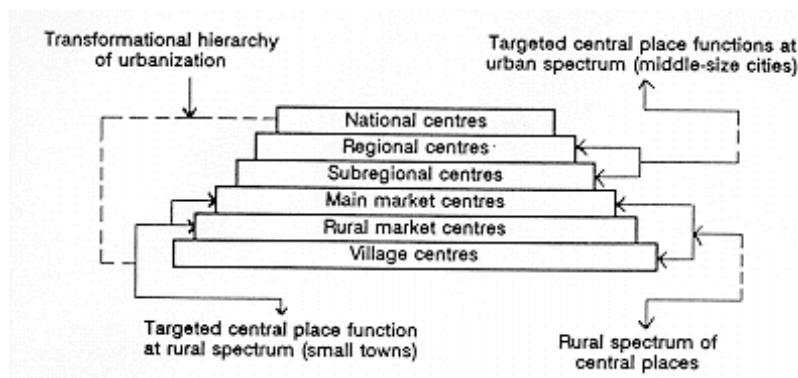 Transformational hierarchy
of urbanization
Targeted central place functions at
urban spectrum (middle-size cities)
National centres
Regional centres
Subregional centres
Main market centres
Rural market centres
Village centres
Targeted central place function
at rural spectrum (small towns)
Rural spectrum of
central places